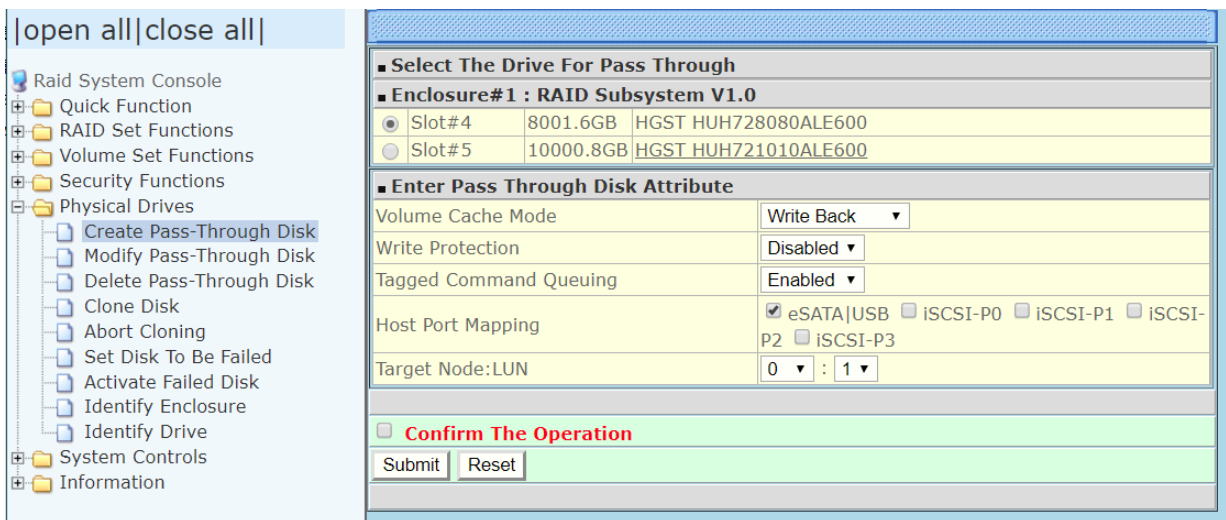 |open all|close all|
Raid System Console
Quick Function
RAID Set Functions
Volume Set Functions
Security Functions
Physical Drives
Create Pass-Through Disk
Modify Pass-Through Disk
Delete Pass-Through Disk
Clone Disk
Abort Cloning
Set Disk To Be Failed
Activate Failed Disk
Identify Enclosure
Identify Drive
System Controls
Information
Select The Drive For Pass Through
Enclosure#1 : RAID Subsystem V1.0
Slot#4 8001.6GB HGST HUH728080ALE600
Slot#5 10000.8GB HGST HUH721010ALE600
Enter Pass Through Disk Attribute
Volume Cache Mode Write Back
Write Protection Disabled
Tagged Command Queuing Enabled
Host Port Mapping eSATA|USB iSCSI-P0 iSCSI-P1 iSCSI-
P2 iSCSI-P3
Target Node:LUN 0 : 1
Confirm The Operation
Submit Reset